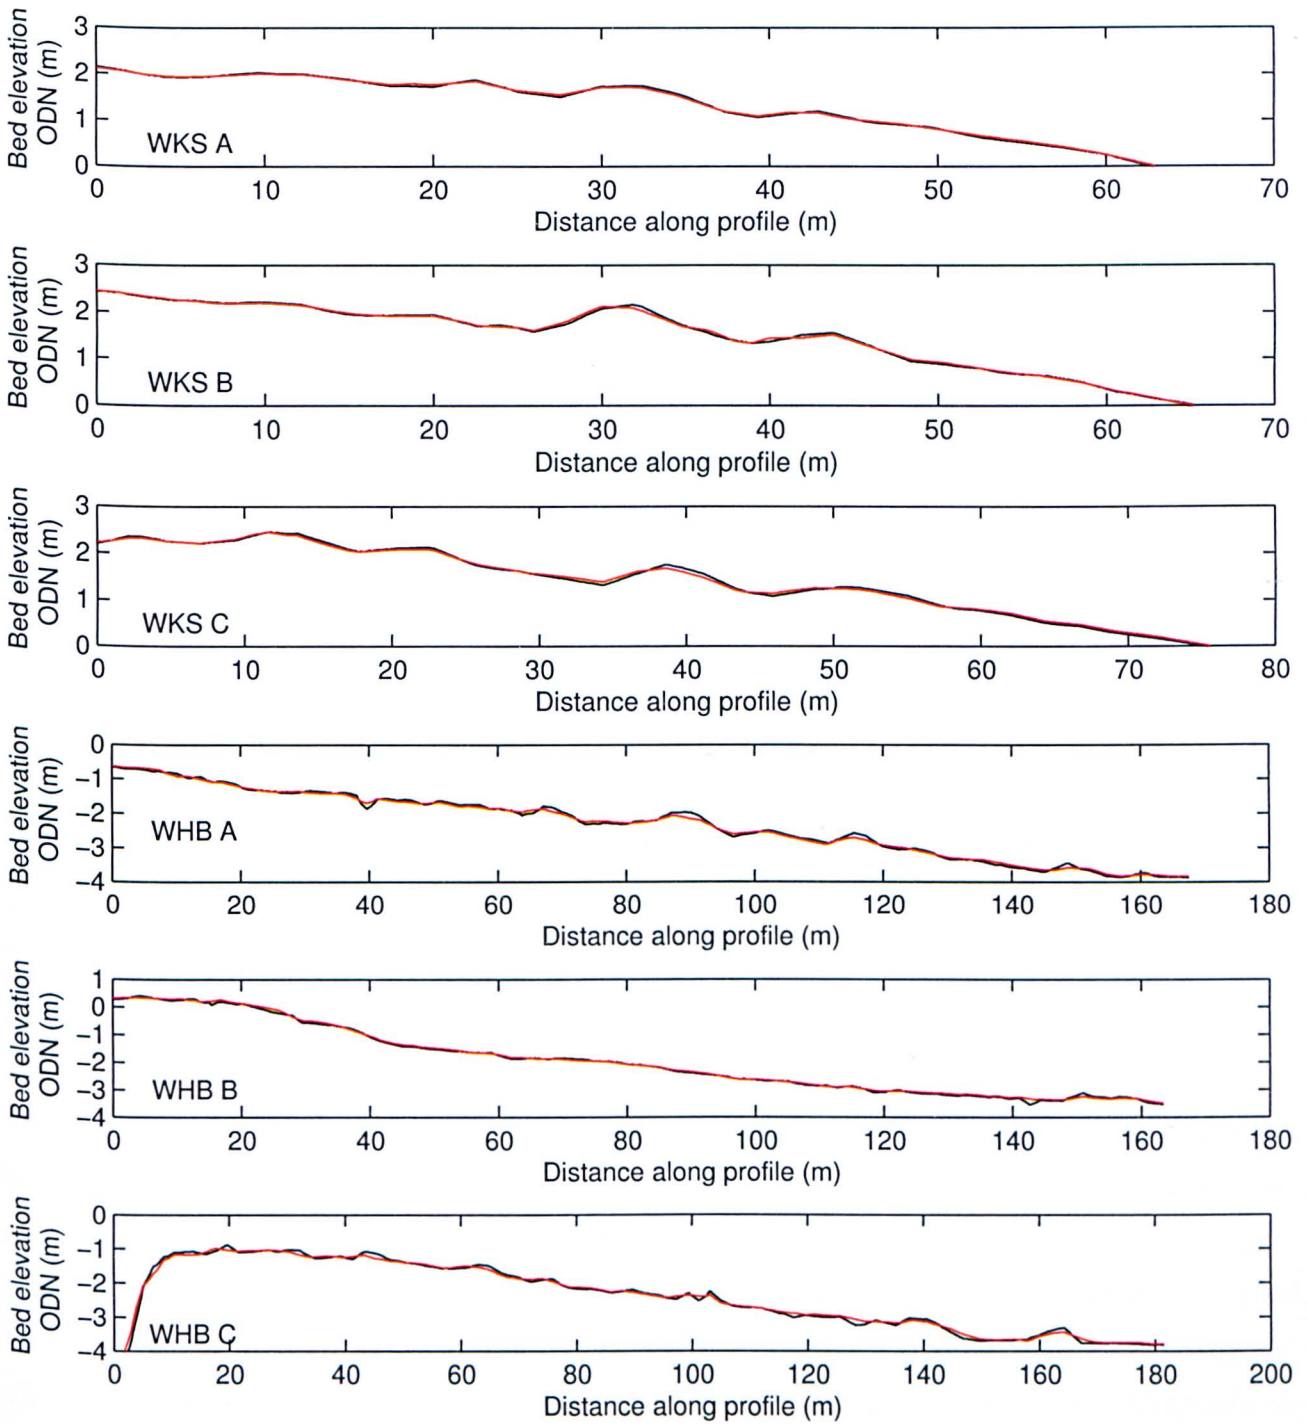 Bed elevation
ODN (m)
3
2
1
0
WKS A
0 10 20 30 40 50 60 70
Distance along profile (m)
Bed elevation
ODN (m)
3
2
1
0
WKS B
0 10 20 30 40 50 60 70
Distance along profile (m)
Bed elevation
ODN (m)
3
2
1
0
WKS C
0 10 20 30 40 50 60 70 80
Distance along profile (m)
Bed elevation
ODN (m)
0
−1
−2
−3
−4
WHB A
0 20 40 60 80 100 120 140 160 180
Distance along profile (m)
Bed elevation
ODN (m)
1
0
−1
−2
−3
−4
WHB B
0 20 40 60 80 100 120 140 160 180
Distance along profile (m)
Bed elevation
ODN (m)
0
−1
−2
−3
−4
WHB C
0 20 40 60 80 100 120 140 160 180 200
Distance along profile (m)